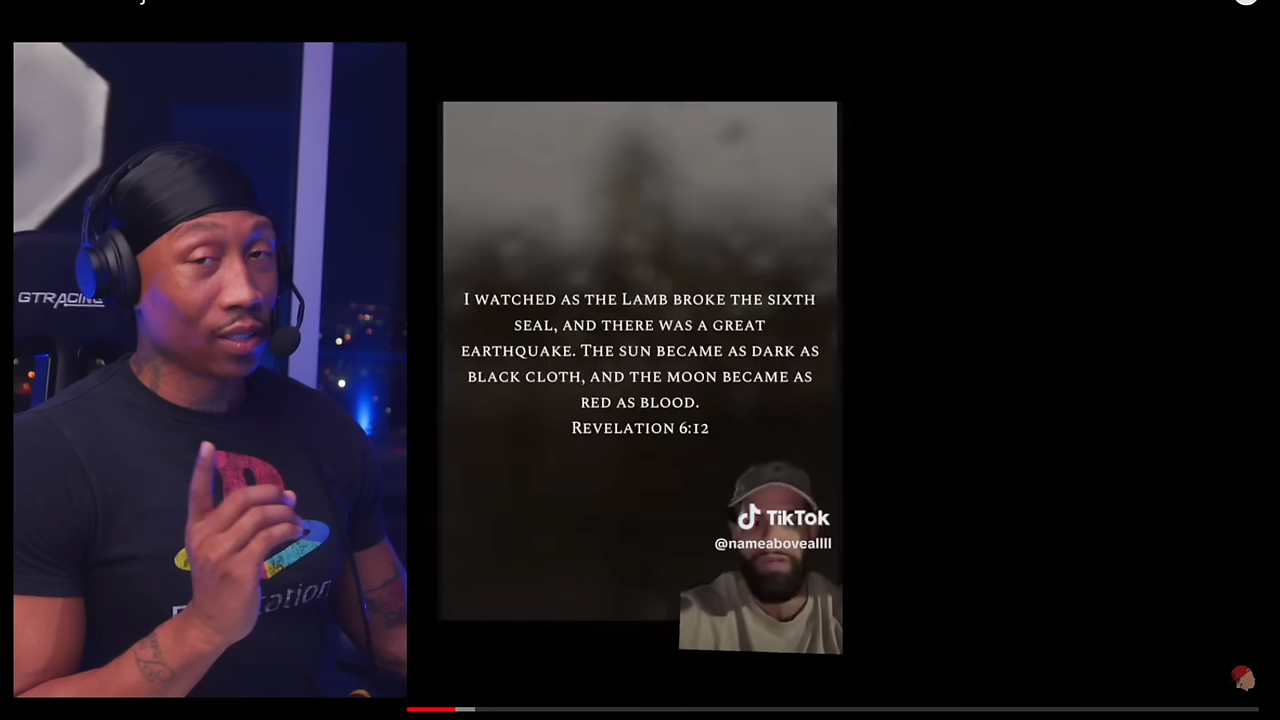 GTRACING
I WATCHED AS THE LAMB BROKE THE SIXTH
SEAL, AND THERE WAS A GREAT
EARTHQUAKE. THE SUN BECAME AS DARK AS
BLACK CLOTH, AND THE MOON BECAME AS
RED AS BLOOD.
REVELATION 6:12
TikTok
@nameaboveallll